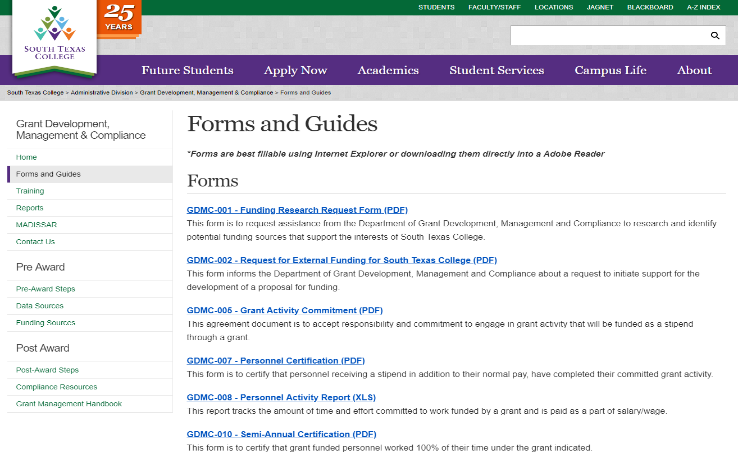 STUDENTS FACULTY/STAFF LOCATIONS JAGNET BLACKBOARD A-Z INDEX
25
YEARS
SOUTH TEXAS
COLLEGE
Future Students Apply Now Academics Student Services Campus Life About
South Texas College > Administrative Division > Grant Development, Management & Compliance > Forms and Guides
Grant Development,
Management & Compliance
Home
Forms and Guides
Training
Reports
MADISSAR
Contact Us
Pre Award
Pre-Award Steps
Data Sources
Funding Sources
Post Award
Post-Award Steps
Compliance Resources
Grant Management Handbook
Forms and Guides
*Forms are best fillable using Internet Explorer or downloading them directly into a Adobe Reader
Forms
GDMC-001 - Funding Research Request Form (PDF)
This form is to request assistance from the Department of Grant Development, Management and Compliance to research and identify
potential funding sources that support the interests of South Texas College.
GDMC-002 - Request for External Funding for South Texas College (PDF)
This form informs the Department of Grant Development, Management and Compliance about a request to initiate support for the
development of a proposal for funding.
GDMC-005 - Grant Activity Commitment (PDF)
This agreement document is to accept responsibility and commitment to engage in grant activity that will be funded as a stipend
through a grant.
GDMC-007 - Personnel Certification (PDF)
This form is to certify that personnel receiving a stipend in addition to their normal pay, have completed their committed grant activity.
GDMC-008 - Personnel Activity Report (XLS)
This report tracks the amount of time and effort committed to work funded by a grant and is paid as a part of salary/wage.
GDMC-010 - Semi-Annual Certification (PDF)
This form is to certify that grant funded personnel worked 100% of their time under the grant indicated.